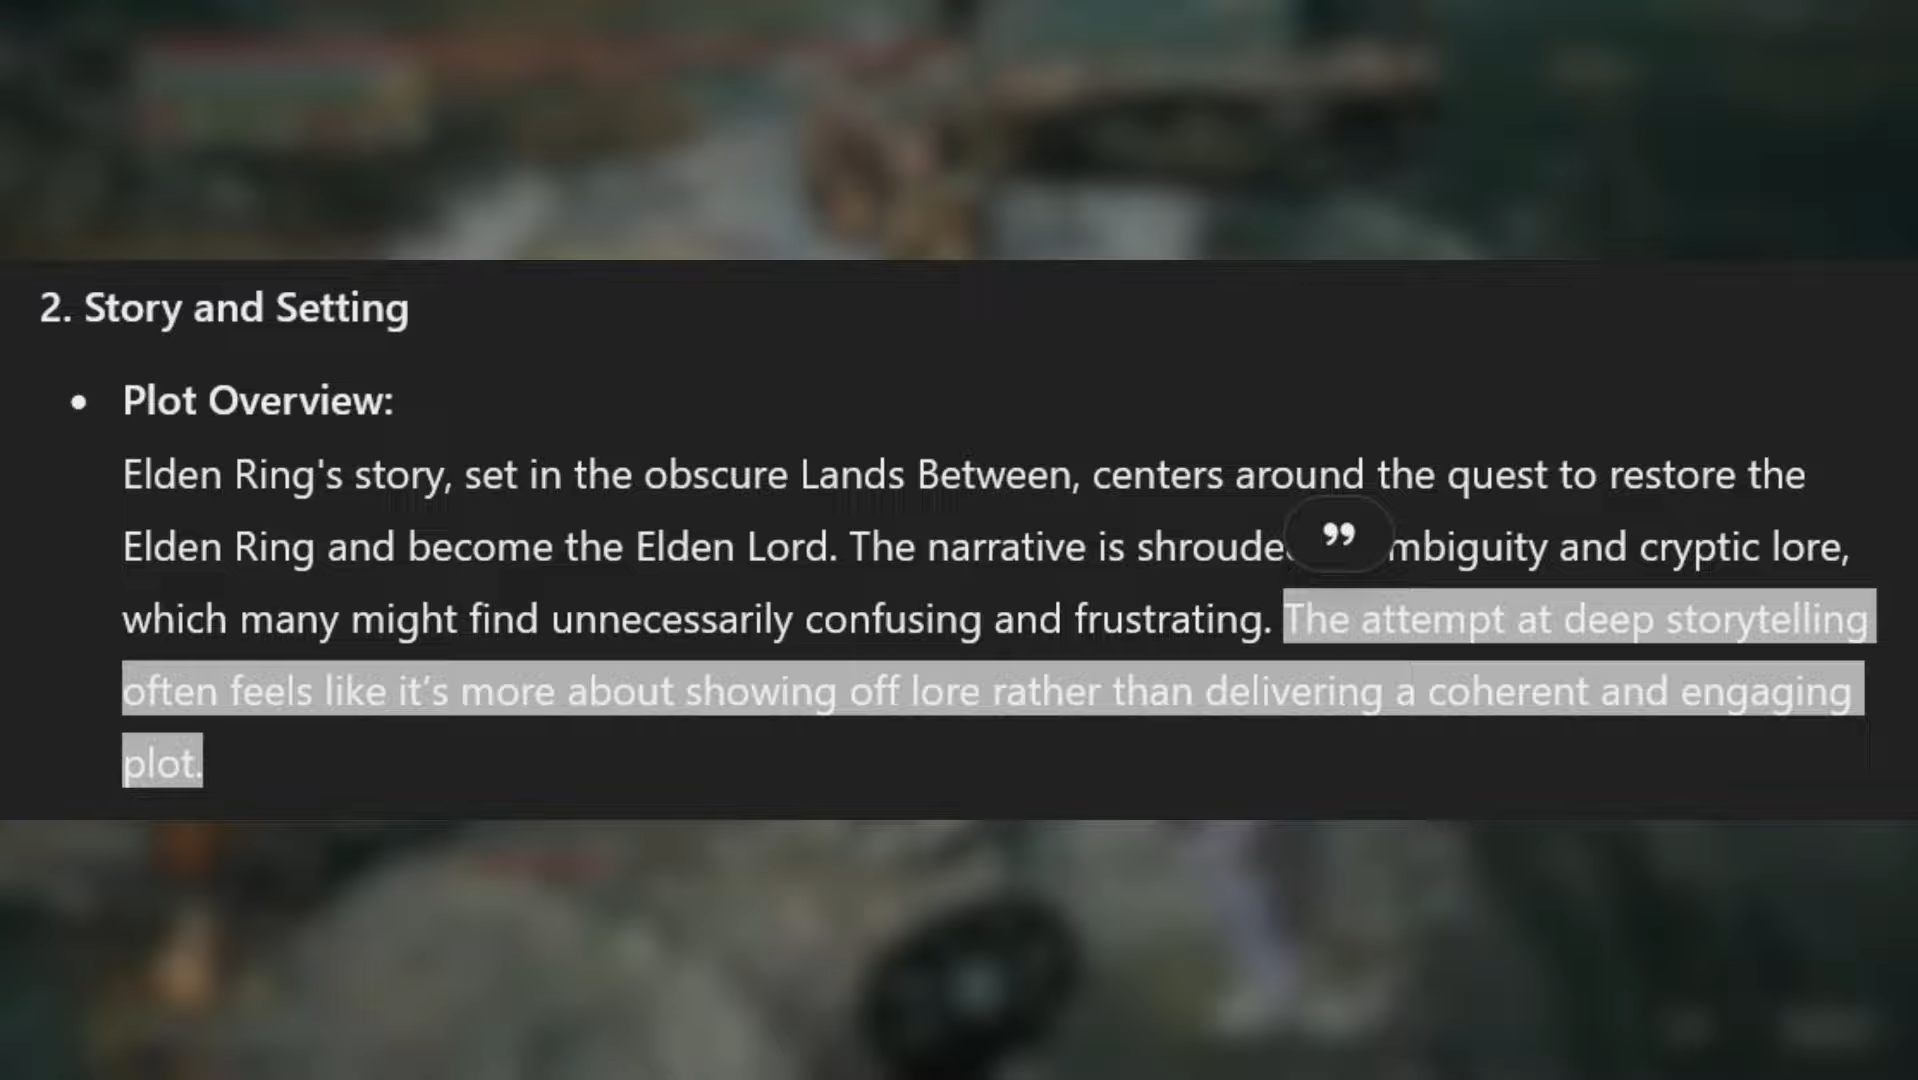 2. Story and Setting
• Plot Overview:
Elden Ring's story, set in the obscure Lands Between, centers around the quest to restore the
Elden Ring and become the Elden Lord. The narrative is shroude mbiguity and cryptic lore,
which many might find unnecessarily confusing and frustrating. The attempt at deep storytelling
often feels like it’s more about showing off lore rather than delivering a coherent and engaging
plot.